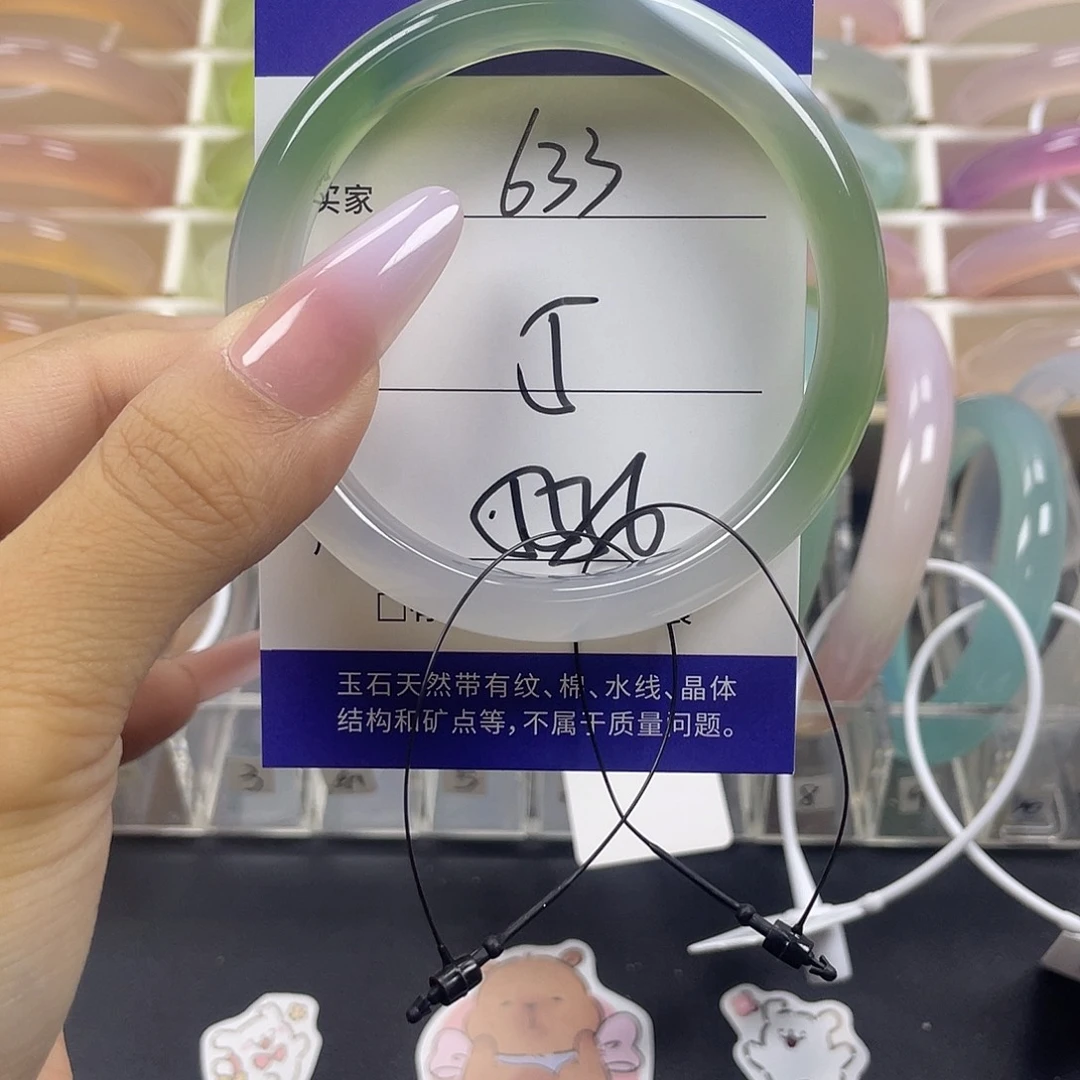 买家 633
玉石天然带有纹、棉、水线、晶体
结构和矿点等，不属于质量问题。
3
5
8